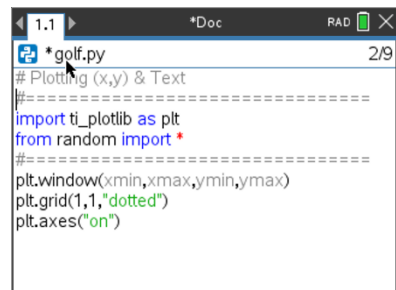 1.1 *Doc RAD
*golf.py 2/9
# Plotting (x,y) & Text
#================================
import ti_plotlib as plt
from random import *
#================================
plt.window(xmin,xmax,ymin,ymax)
plt.grid(1,1,"dotted")
plt.axes("on")